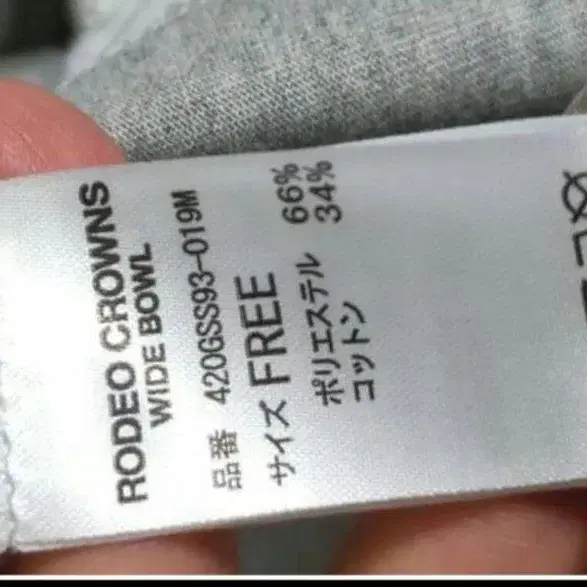 RODEO CROWNS
WIDE BOWL
品番 420GSS93-019M
サイズ FREE
ポリエステル 66%
コットン 34%